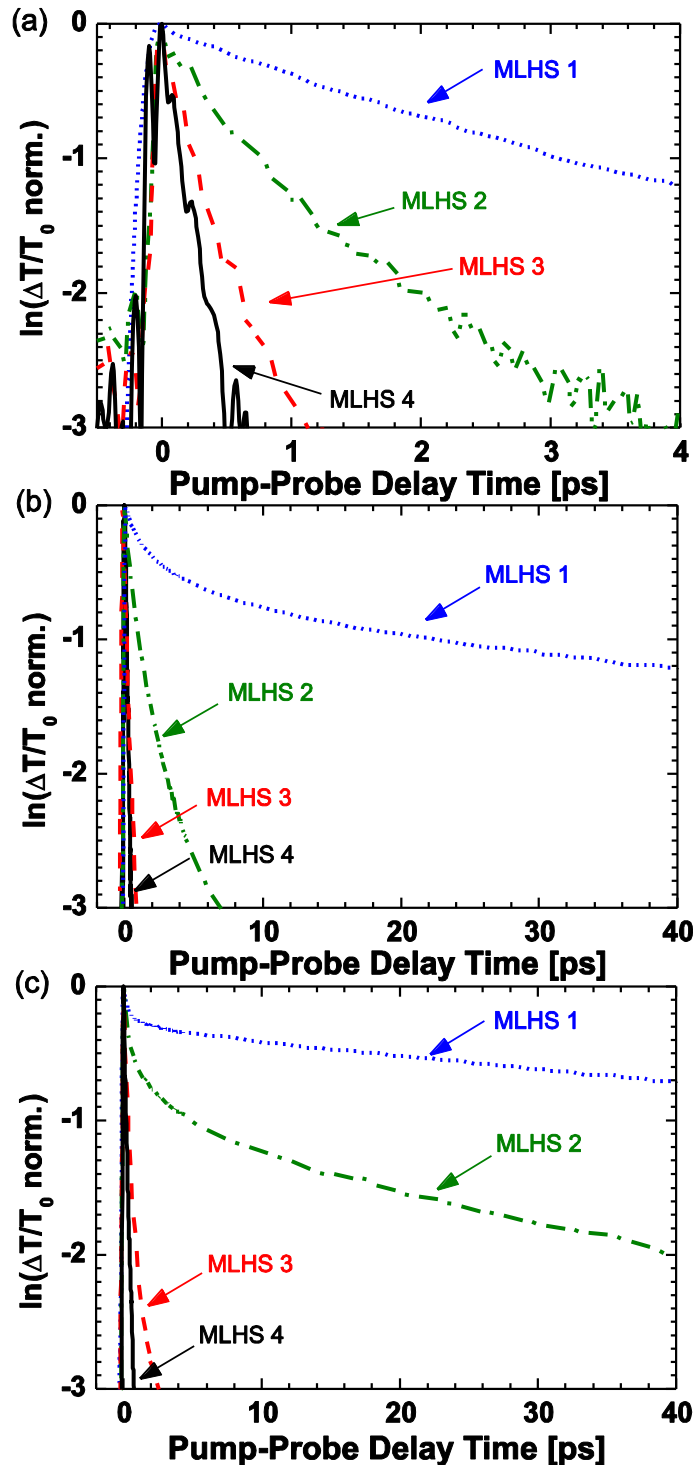 (a)
0
-1
-2
-3
ln(ΔT/T₀ norm.)
MLHS 1
MLHS 2
MLHS 3
MLHS 4
0 1 2 3 4
Pump-Probe Delay Time [ps]
(b)
0
-1
-2
-3
ln(ΔT/T₀ norm.)
MLHS 1
MLHS 2
MLHS 3
MLHS 4
0 10 20 30 40
Pump-Probe Delay Time [ps]
(c)
0
-1
-2
-3
ln(ΔT/T₀ norm.)
MLHS 1
MLHS 2
MLHS 3
MLHS 4
0 10 20 30 40
Pump-Probe Delay Time [ps]